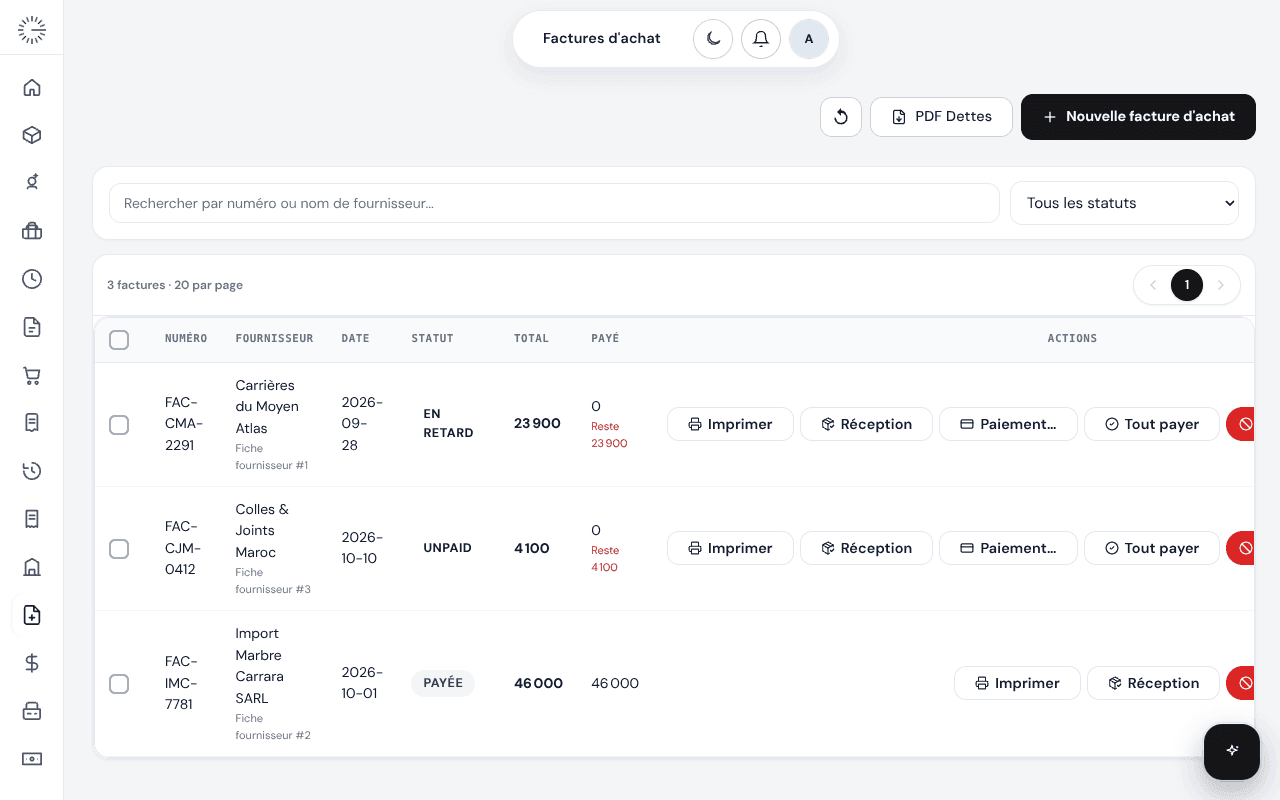 Factures d'achat
A
PDF Dettes
Nouvelle facture d'achat
Rechercher par numéro ou nom de fournisseur...
Tous les statuts
3 factures · 20 par page
1
NUMÉRO FOURNISSEUR DATE STATUT TOTAL PAYÉ ACTIONS
FAC-
CMA-
2291
Carrières
du Moyen
Atlas
Fiche
fournisseur #1
2026-
09-
28
EN
RETARD
23 900
0
Reste
23 900
Imprimer
Réception
Paiement...
Tout payer
FAC-
CJM-
0412
Colles &
Joints
Maroc
Fiche
fournisseur #3
2026-
10-10
UNPAID
4 100
0
Reste
4 100
Imprimer
Réception
Paiement...
Tout payer
FAC-
IMC-
7781
Import
Marbre
Carrara
SARL
Fiche
fournisseur #2
2026-
10-01
PAYÉE
46 000
46 000
Imprimer
Réception